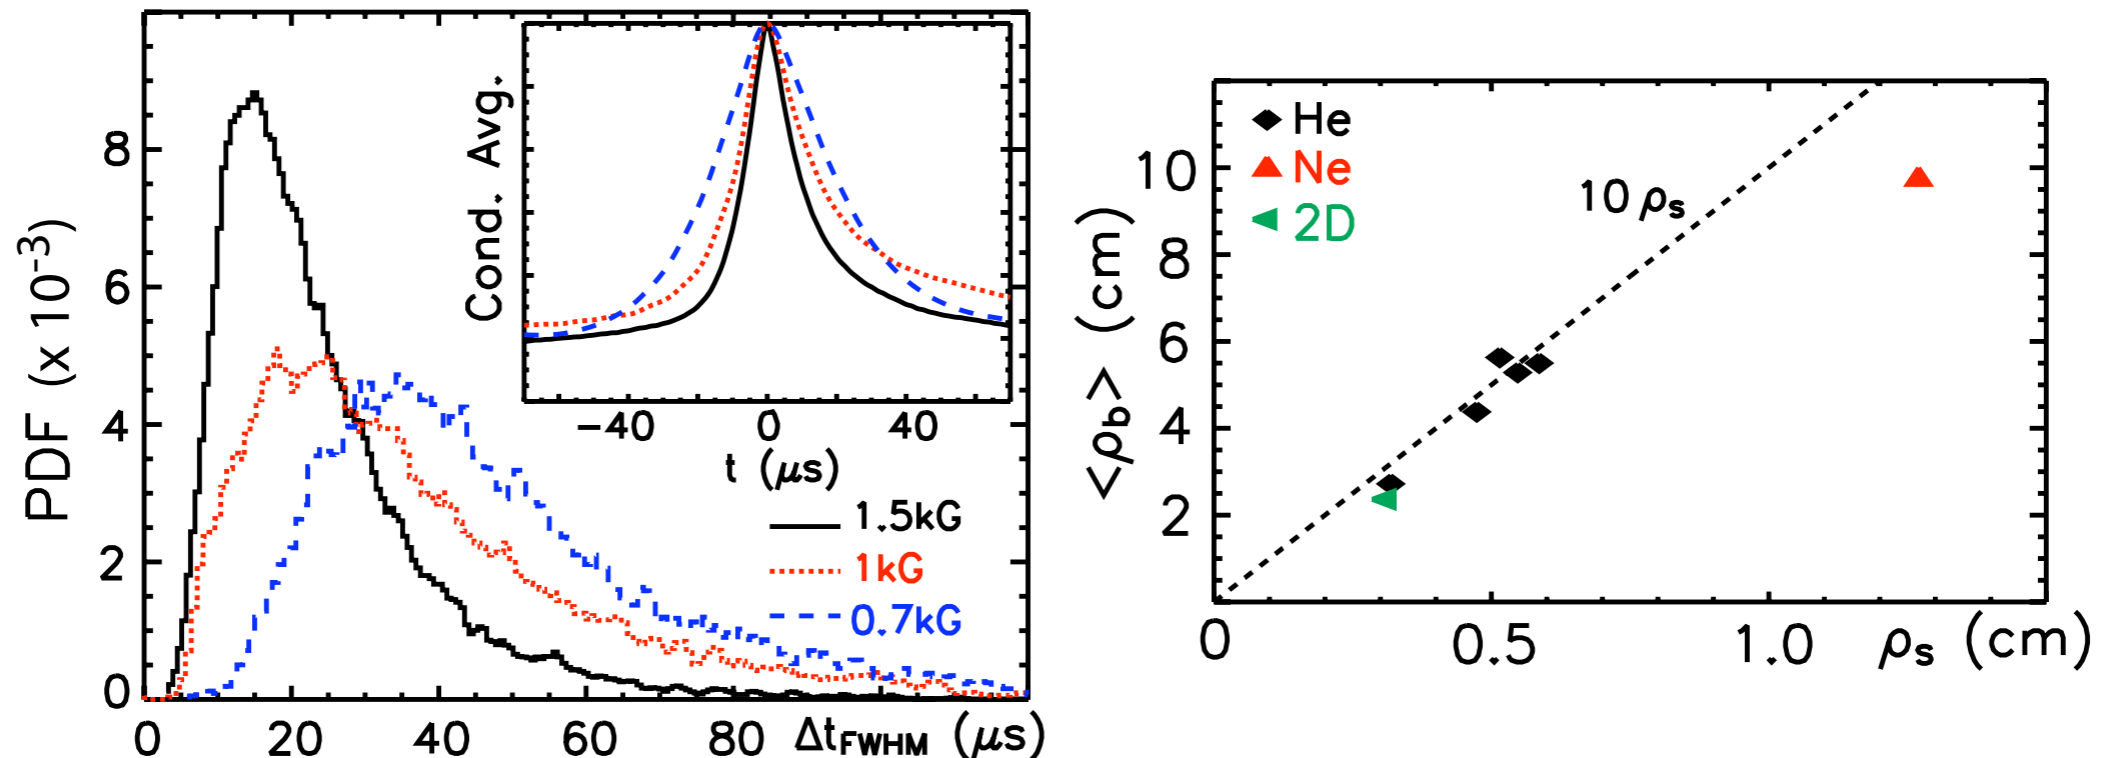 PDF (x 10⁻³)
8
6
4
2
0
0 20 40 60 80 Δt_FWHM (μs)
Cond. Avg.
−40 0 40
t (μs)
1.5kG
1kG
0.7kG
<ρ_b> (cm)
10
8
6
4
2
He
Ne
2D
10 ρ_s
0 0.5 1.0 ρ_s (cm)